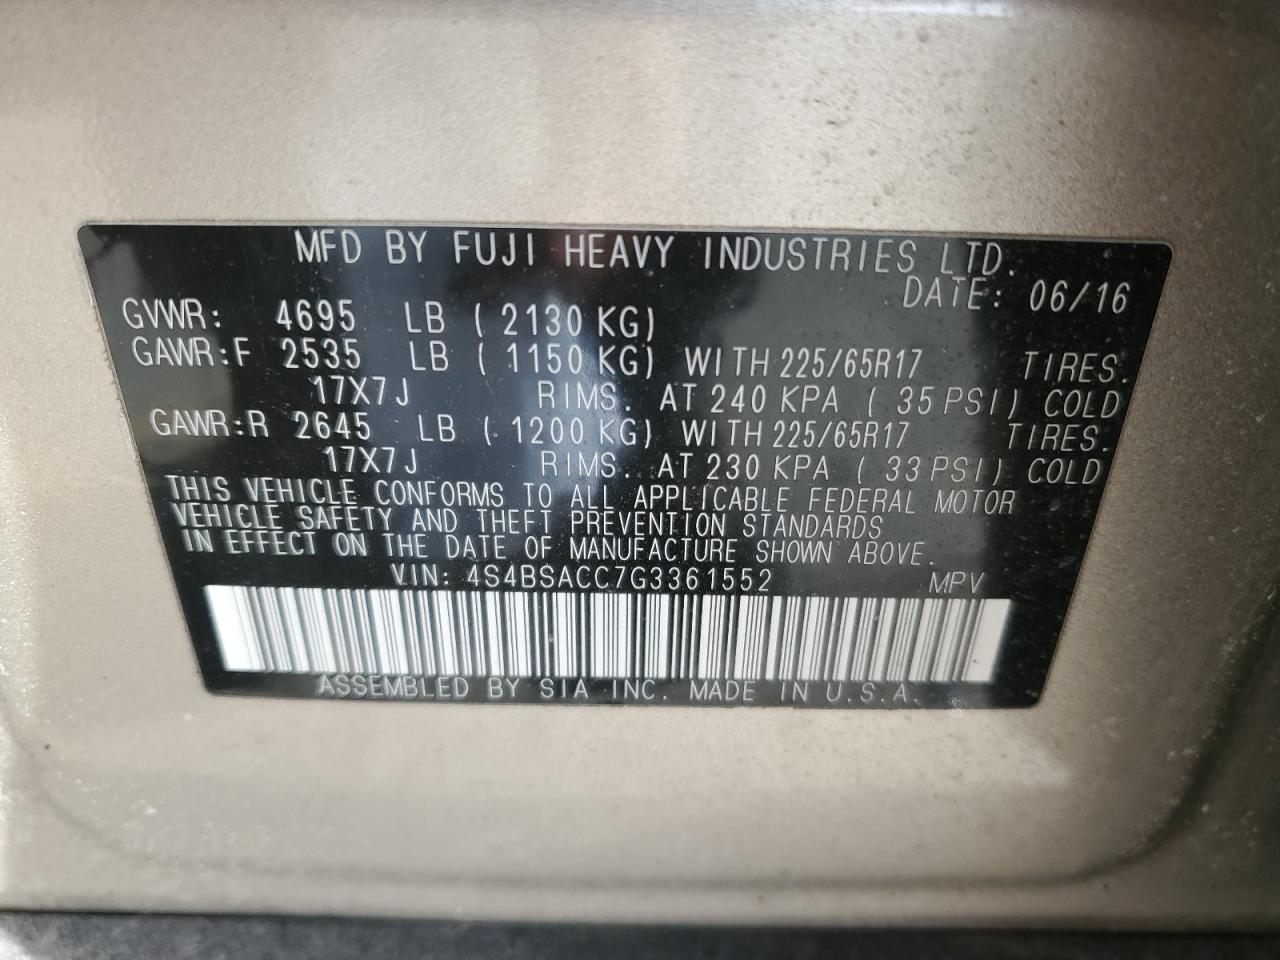 MFD BY FUJI HEAVY INDUSTRIES LTD.
DATE: 06/16
GVWR: 4695 LB ( 2130 KG)
GAWR:F 2535 LB ( 1150 KG) WITH 225/65R17 TIRES.
17X7J RIMS. AT 240 KPA ( 35 PSI) COLD
GAWR:R 2645 LB ( 1200 KG) WITH 225/65R17 TIRES.
17X7J RIMS. AT 230 KPA ( 33 PSI) COLD
THIS VEHICLE CONFORMS TO ALL APPLICABLE FEDERAL MOTOR
VEHICLE SAFETY AND THEFT PREVENTION STANDARDS
IN EFFECT ON THE DATE OF MANUFACTURE SHOWN ABOVE.
VIN: 4S4BSACC7G3361552 MPV
ASSEMBLED BY SIA INC. MADE IN U.S.A.